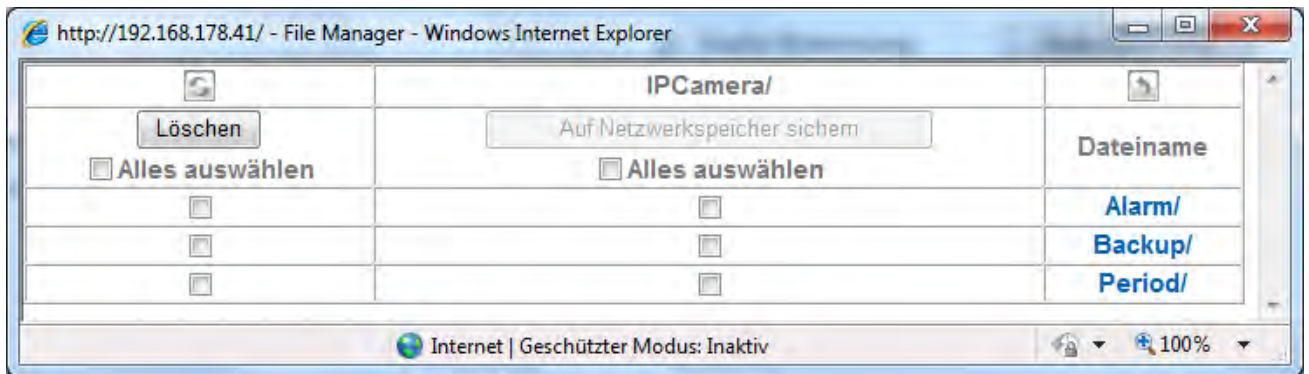 http://192.168.178.41/ - File Manager - Windows Internet Explorer
IPCamera/
Löschen
Auf Netzwerkspeicher sichern
Dateiname
Alles auswählen
Alles auswählen
Alarm/
Backup/
Period/
Internet | Geschützter Modus: Inaktiv
100%